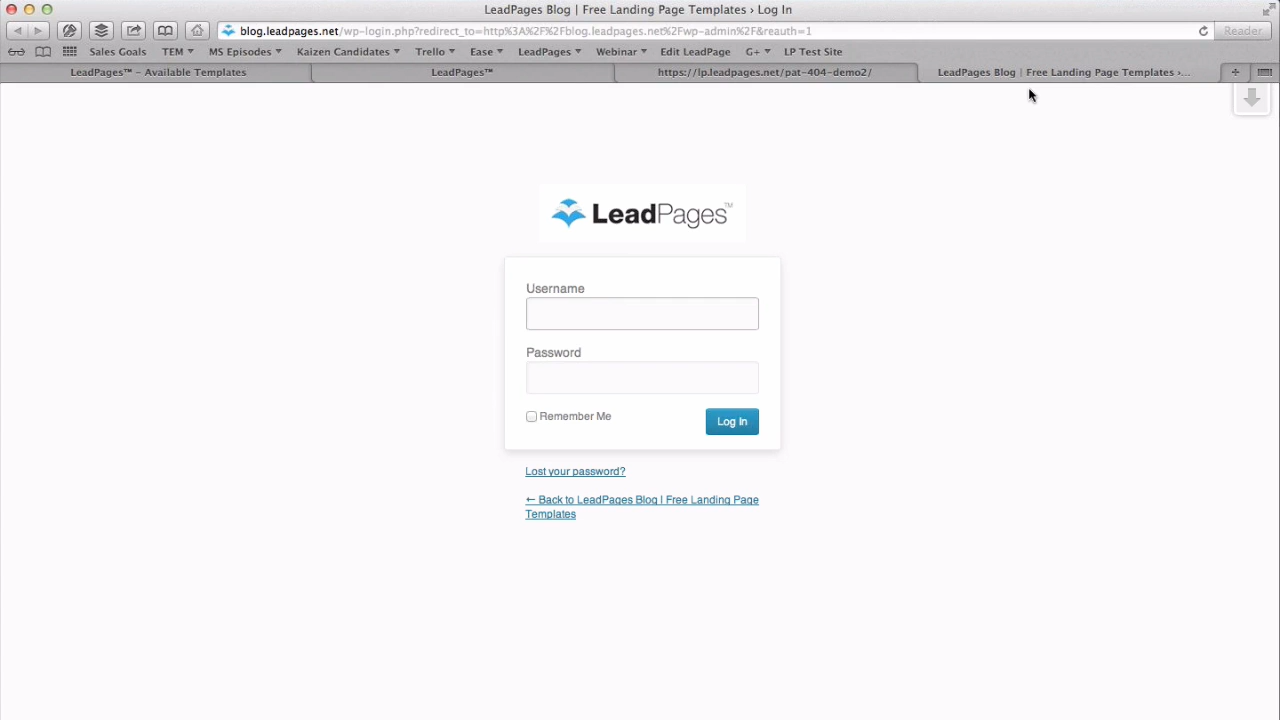 LeadPages Blog | Free Landing Page Templates › Log In
blog.leadpages.net/wp-login.php?redirect_to=http%3A%2F%2Fblog.leadpages.net%2Fwp-admin%2F&reauth=1
Reader
Sales Goals TEM MS Episodes Kaizen Candidates Trello Ease LeadPages Webinar Edit LeadPage G+ LP Test Site
LeadPages™ – Available Templates LeadPages™ https://lp.leadpages.net/pat-404-demo2/ LeadPages Blog | Free Landing Page Templates ›...
LeadPages™
Username
Password
Remember Me
Log In
Lost your password?
← Back to LeadPages Blog | Free Landing Page
Templates